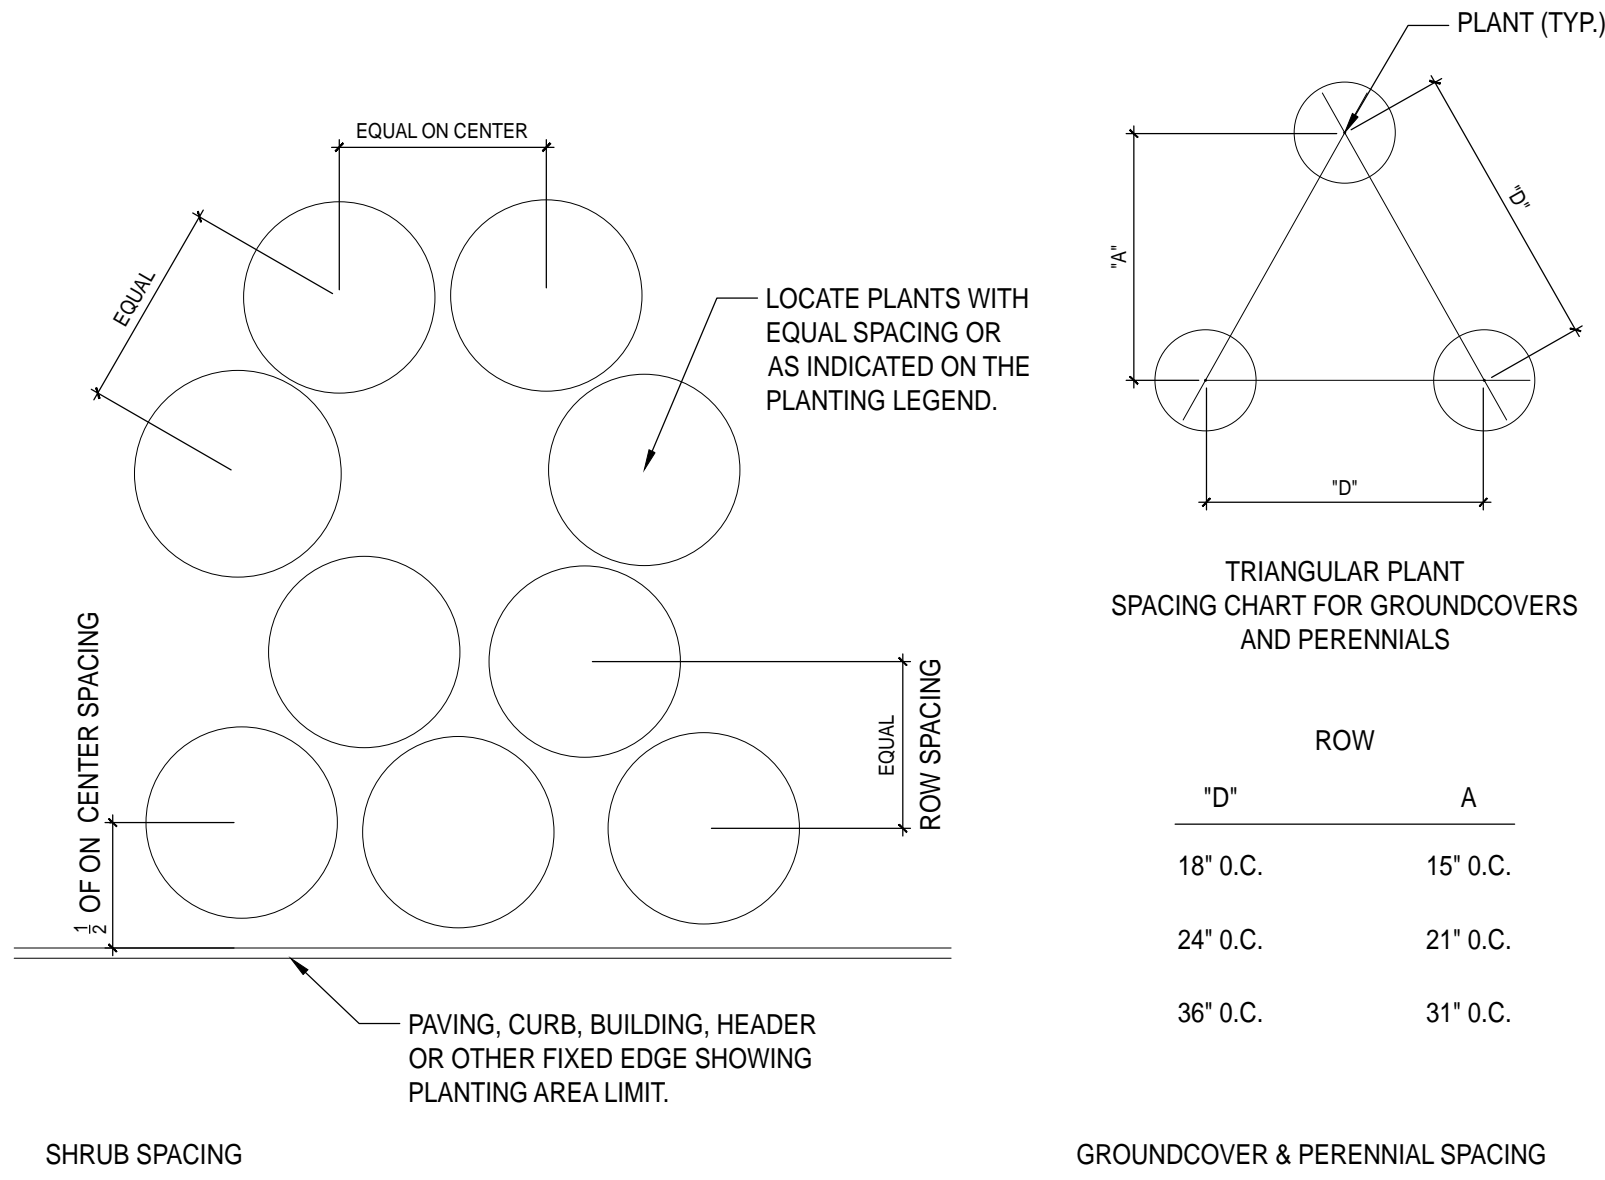 PLANT (TYP.)
EQUAL ON CENTER
EQUAL
"D"
"A"
LOCATE PLANTS WITH
EQUAL SPACING OR
AS INDICATED ON THE
PLANTING LEGEND.
"D"
TRIANGULAR PLANT
SPACING CHART FOR GROUNDCOVERS
AND PERENNIALS
1/2 OF ON CENTER SPACING
EQUAL
ROW SPACING
ROW
"D" A
18" O.C. 15" O.C.
24" O.C. 21" O.C.
36" O.C. 31" O.C.
PAVING, CURB, BUILDING, HEADER
OR OTHER FIXED EDGE SHOWING
PLANTING AREA LIMIT.
SHRUB SPACING
GROUNDCOVER & PERENNIAL SPACING